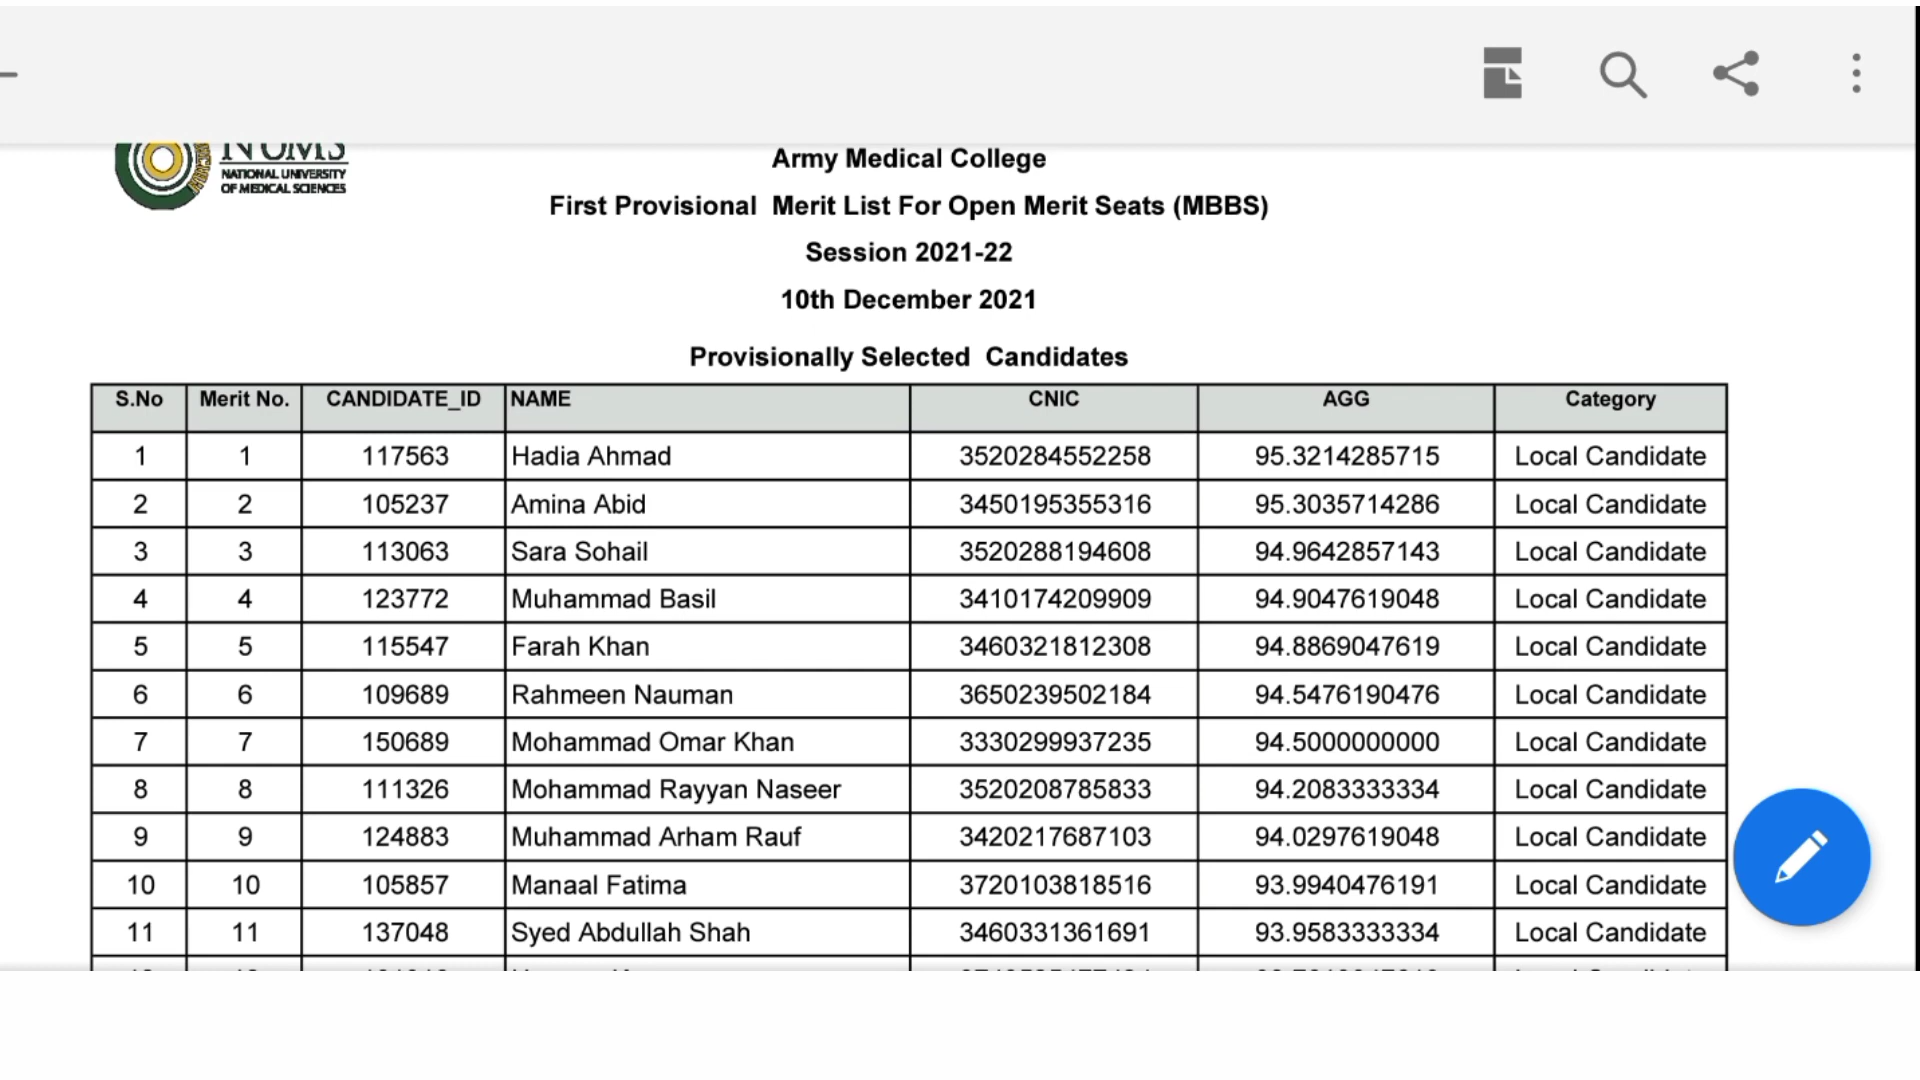 NUMS
NATIONAL UNIVERSITY
OF MEDICAL SCIENCES
Army Medical College
First Provisional Merit List For Open Merit Seats (MBBS)
Session 2021-22
10th December 2021
Provisionally Selected Candidates
S.No Merit No. CANDIDATE_ID NAME CNIC AGG Category
1 1 117563 Hadia Ahmad 3520284552258 95.3214285715 Local Candidate
2 2 105237 Amina Abid 3450195355316 95.3035714286 Local Candidate
3 3 113063 Sara Sohail 3520288194608 94.9642857143 Local Candidate
4 4 123772 Muhammad Basil 3410174209909 94.9047619048 Local Candidate
5 5 115547 Farah Khan 3460321812308 94.8869047619 Local Candidate
6 6 109689 Rahmeen Nauman 3650239502184 94.5476190476 Local Candidate
7 7 150689 Mohammad Omar Khan 3330299937235 94.5000000000 Local Candidate
8 8 111326 Mohammad Rayyan Naseer 3520208785833 94.2083333334 Local Candidate
9 9 124883 Muhammad Arham Rauf 3420217687103 94.0297619048 Local Candidate
10 10 105857 Manaal Fatima 3720103818516 93.9940476191 Local Candidate
11 11 137048 Syed Abdullah Shah 3460331361691 93.9583333334 Local Candidate